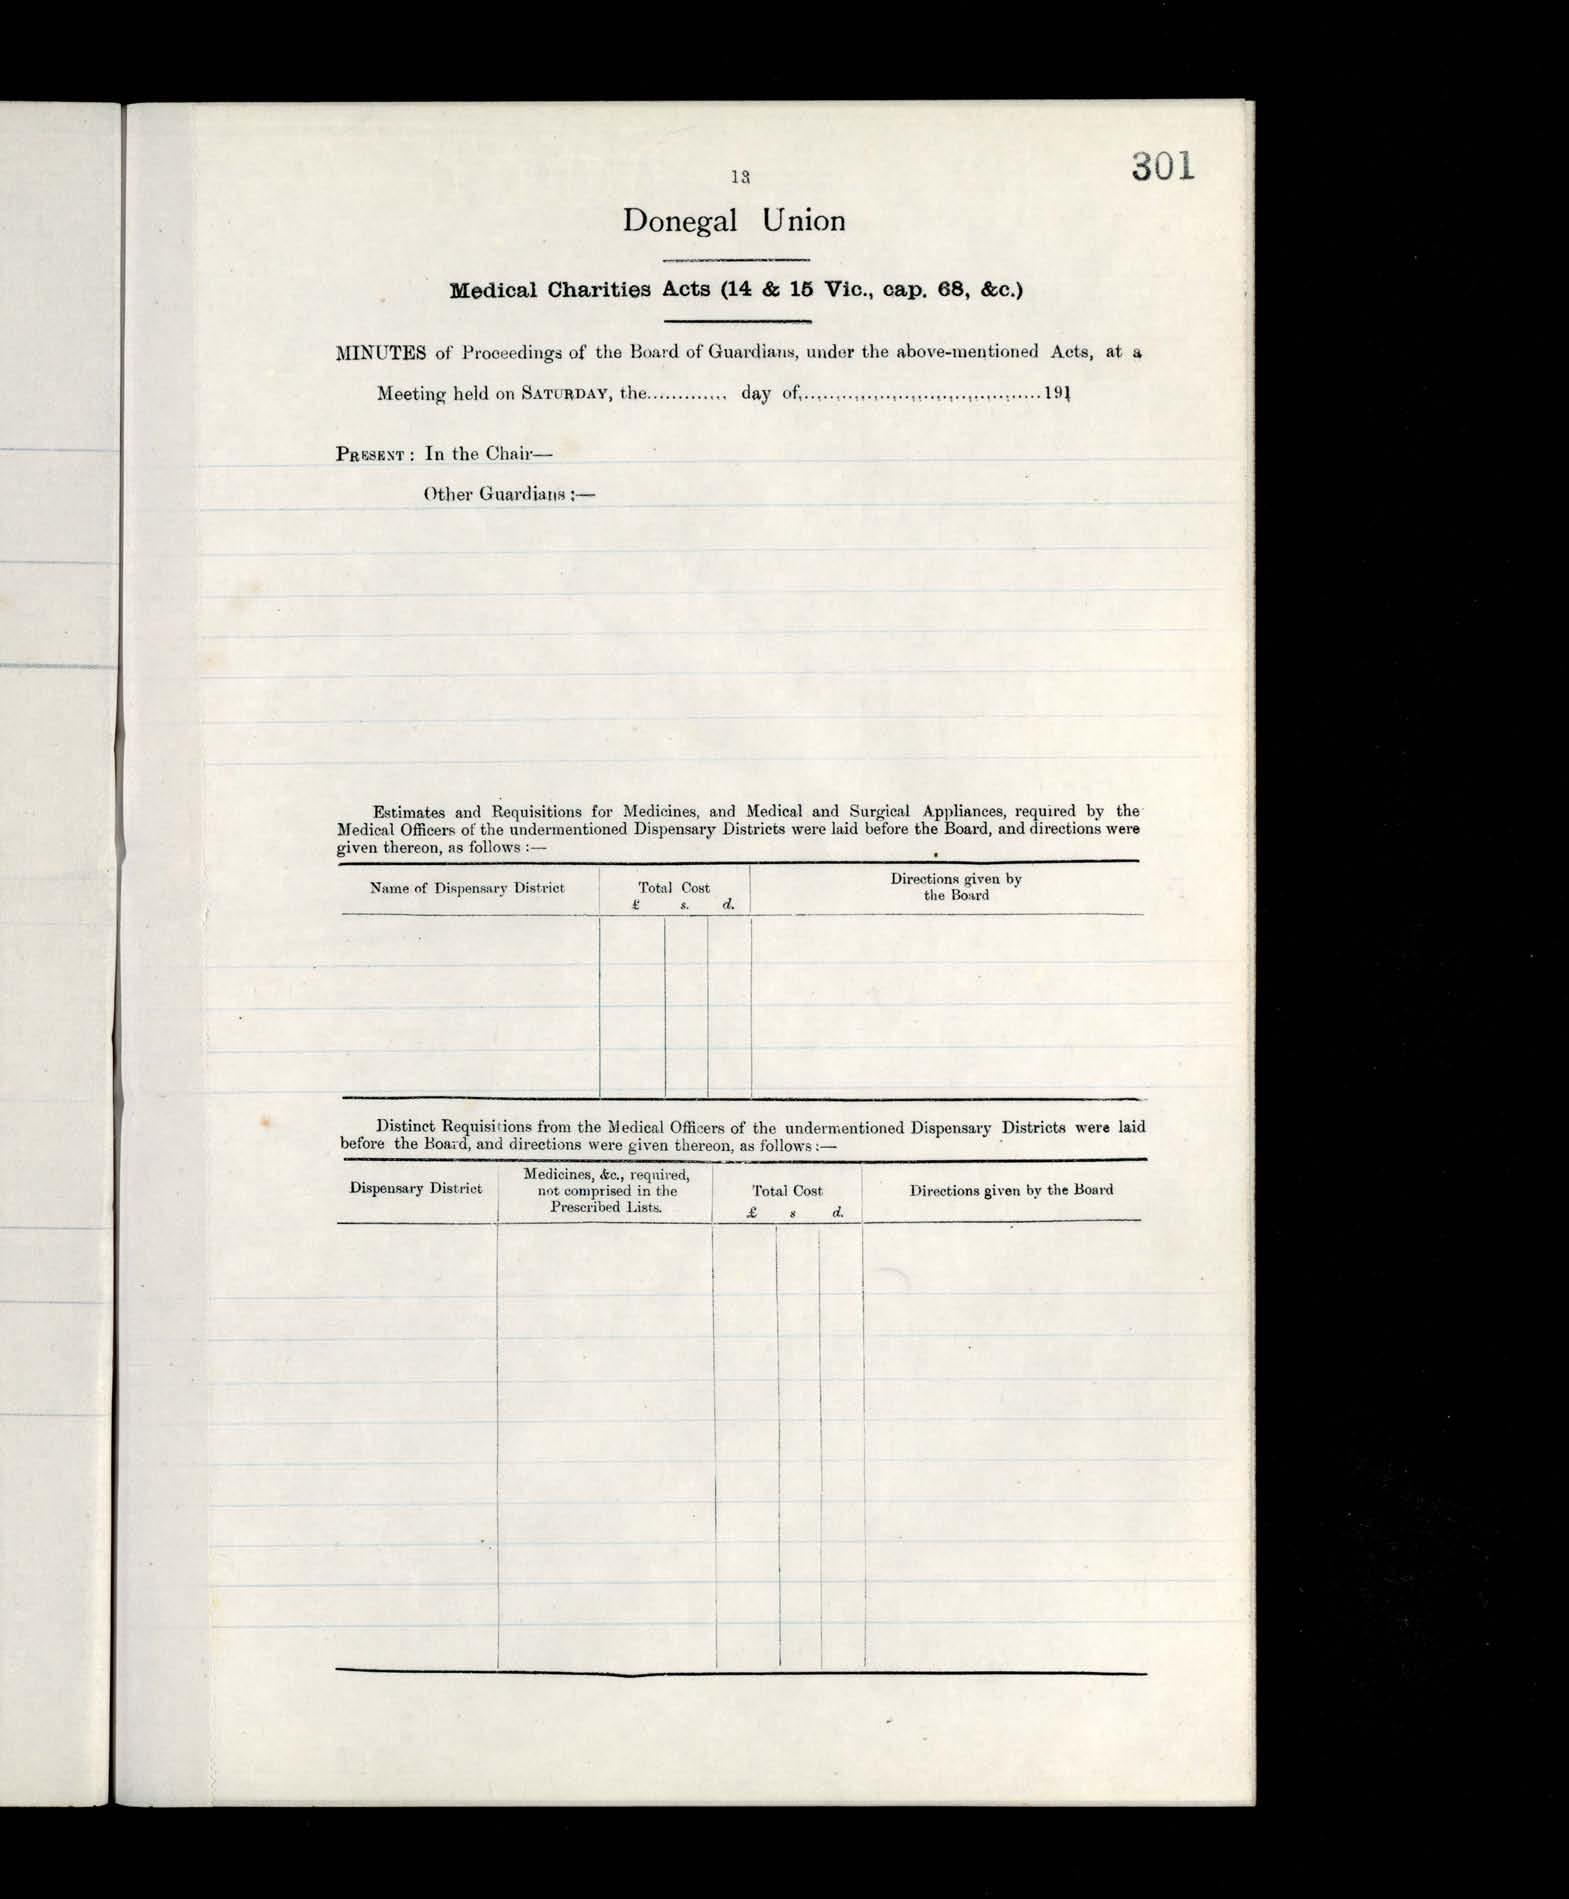 301
13
Donegal Union
Medical Charities Acts (14 & 15 Vic., cap. 68, &c.)
MINUTES of Proceedings of the Board of Guardians, under the above-mentioned Acts, at a
Meeting held on SATURDAY, the............. day of,........................................191
PRESENT : In the Chair—
Other Guardians :—
Estimates and Requisitions for Medicines, and Medical and Surgical Appliances, required by the
Medical Officers of the undermentioned Dispensary Districts were laid before the Board, and directions were
given thereon, as follows :—
Name of Dispensary District
Total Cost
£ s. d.
Directions given by
the Board
Distinct Requisitions from the Medical Officers of the undermentioned Dispensary Districts were laid
before the Board, and directions were given thereon, as follows :—
Dispensary District
Medicines, &c., required,
not comprised in the
Prescribed Lists.
Total Cost
£ s d.
Directions given by the Board